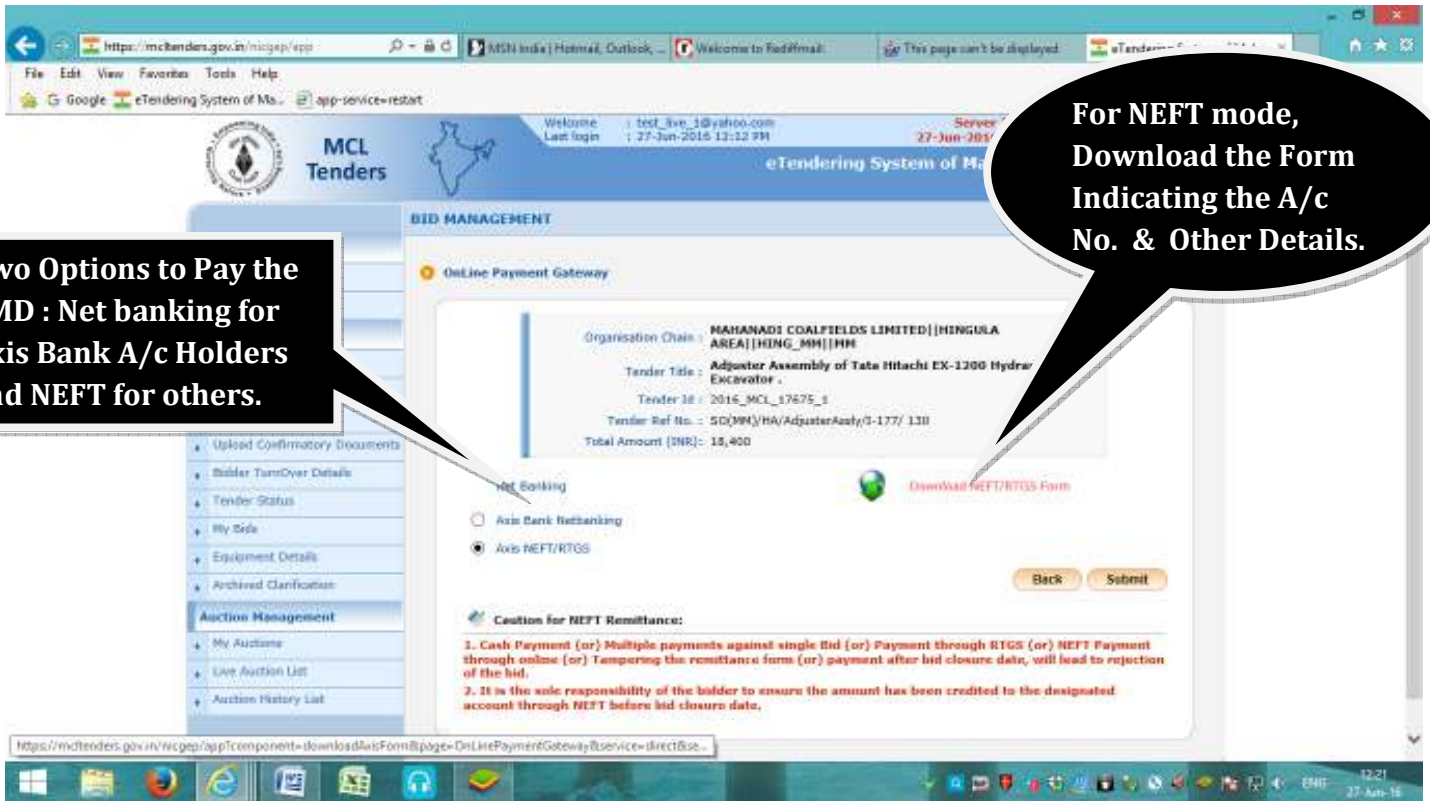 https://mcltenders.gov.in/nicgep/app
MSN India | Hotmail, Outlook, ...
Welcome to Rediffmail:
This page can't be displayed
File Edit View Favorites Tools Help
G Google
eTendering System of Ma...
app-service=restart
MCL
Tenders
Welcome : test_live_1@yahoo.com
Last login : 27-Jun-2016 12:12 PM
Server
27-Jun-201
eTendering System of Ma
For NEFT mode,
Download the Form
Indicating the A/c
No. & Other Details.
BID MANAGEMENT
wo Options to Pay the
MD : Net banking for
xis Bank A/c Holders
nd NEFT for others.
OnLine Payment Gateway
Organisation Chain : MAHANADI COALFIELDS LIMITED||HINGULA
AREA||HING_MM||MM
Tender Title : Adjuster Assembly of Tata Hitachi EX-1200 Hydrau
Excavator .
Tender Id : 2016_MCL_17675_1
Tender Ref No. : SO(MM)/HA/AdjusterAssly/I-177/ 130
Total Amount (INR): 18,400
Upload Confirmatory Documents
Bidder TurnOver Details
Tender Status
My Bids
Equipment Details
Archived Clarification
Auction Management
My Auctions
Live Auction List
Auction History List
Net Banking
Download NEFT/RTGS Form
Axis Bank Netbanking
Axis NEFT/RTGS
Back Submit
Caution for NEFT Remittance:
1. Cash Payment (or) Multiple payments against single Bid (or) Payment through RTGS (or) NEFT Payment
through online (or) Tampering the remittance form (or) payment after bid closure date, will lead to rejection
of the bid.
2. It is the sole responsibility of the bidder to ensure the amount has been credited to the designated
account through NEFT before bid closure date.
https://mcltenders.gov.in/nicgep/app?component=downloadAxisForm&page=OnLinePaymentGateway&service=direct&se...
ENG
12:21
27-Jun-16